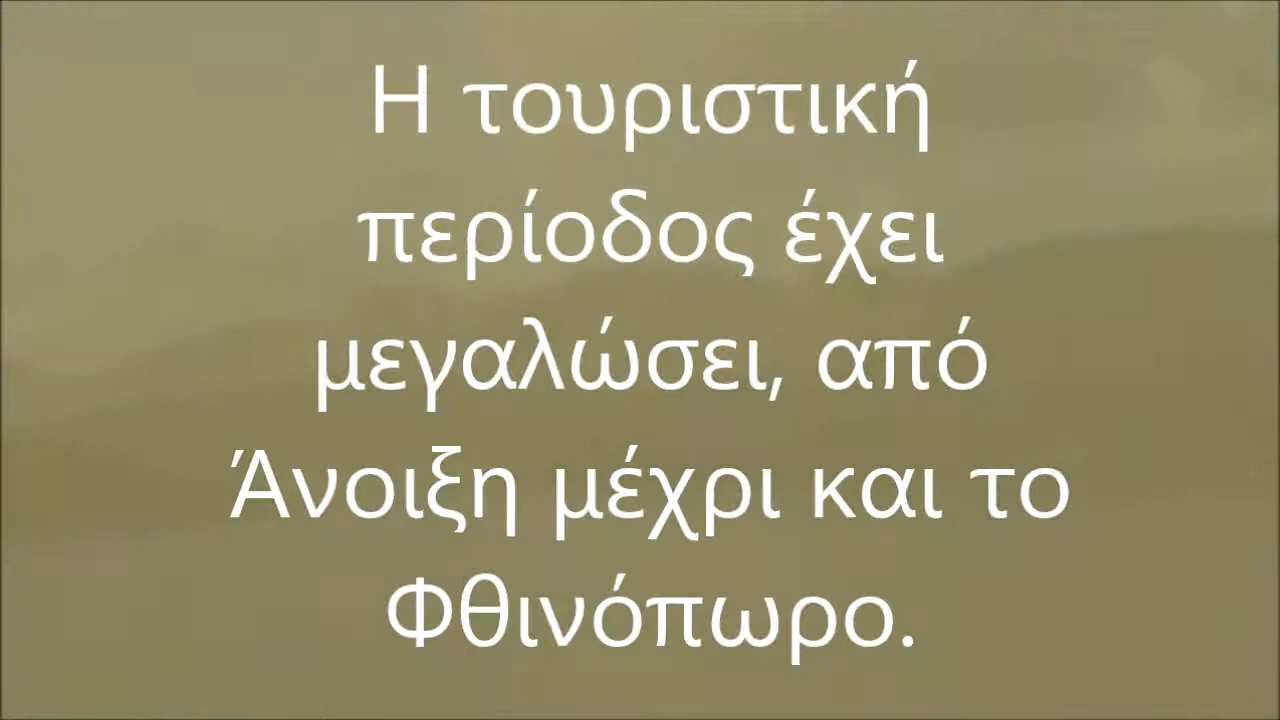 Η τουριστική
περίοδος έχει
μεγαλώσει, από
Άνοιξη μέχρι και το
Φθινόπωρο.